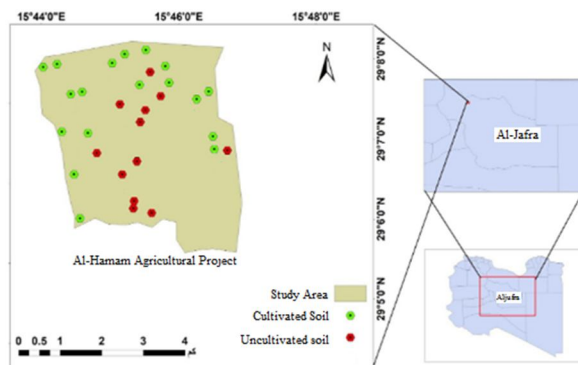 15°44'0"E 15°46'0"E 15°48'0"E
N
29°8'0"N
29°7'0"N
29°6'0"N
29°5'0"N
Al-Hamam Agricultural Project
Study Area
Cultivated Soil
Uncultivated soil
0 0.5 1 2 3 4
Al-Jafra
Aljufra